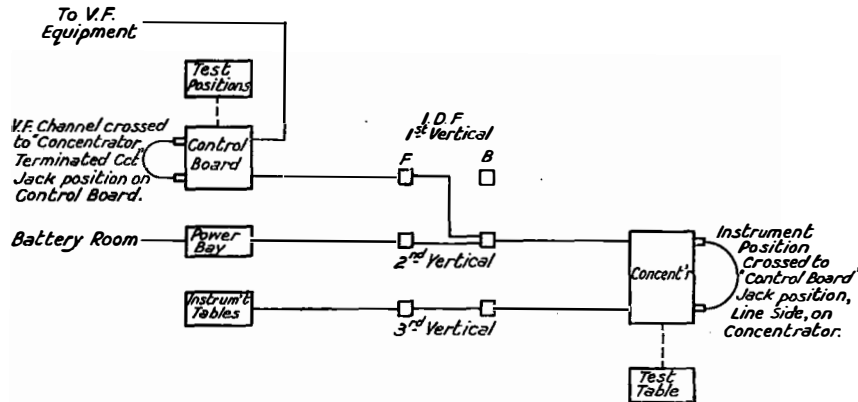 To V.F.
Equipment
Test
Positions
I.D.F.
1st Vertical
F
B
V.F. Channel crossed
to "Concentrator
Terminated Cct"
Jack position on
Control Board.
Control
Board
Battery Room
Power
Bay
2nd Vertical
Instrum't
Tables
3rd Vertical
Concent'r
Instrument
Position
Crossed to
"Control Board"
Jack position,
Line Side, on
Concentrator.
Test
Table